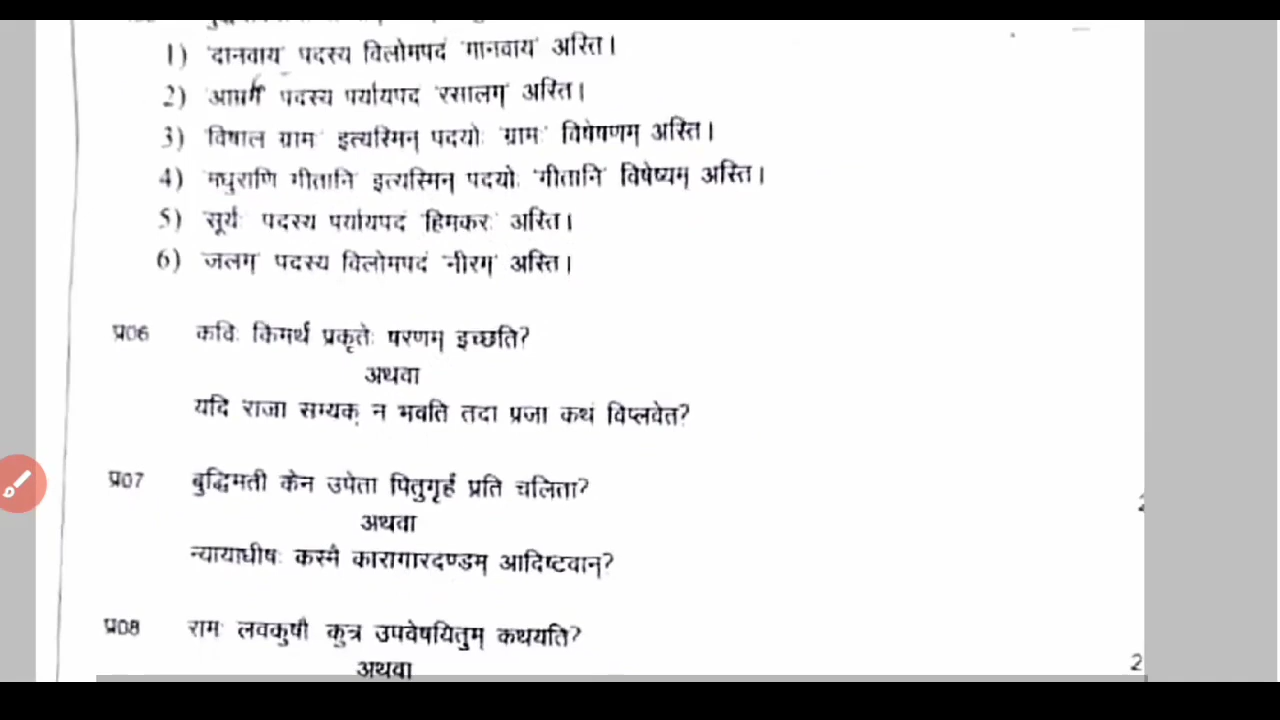 1) 'दानवाय' पदस्य विलोमपदं 'मानवाय' अस्ति।
2) पदस्य पर्यायपद 'रसालम्' अस्ति।
3) 'विषाल ग्राम' इत्यस्मिन् पदयोः 'ग्रामः' विषेषणम् अस्ति।
4) 'मधुराणि गीतानि' इत्यस्मिन् पदयोः 'गीतानि' विषेष्यम् अस्ति।
5) 'सूर्यः' पदस्य पर्यायपदं 'हिमकरः' अस्ति।
6) 'जलम्' पदस्य विलोमपदं 'नीरम्' अस्ति।
प्र06 कविः किमर्थं प्रकृतेः षरणम् इच्छति?
अथवा
यदि राजा सम्यक् न भवति तदा प्रजा कथं विप्लवेत?
प्र07 बुद्धिमती केन उपेता पितुगृर्हं प्रति चलिता?
अथवा
न्यायाधीषः कस्मै कारागारदण्डम् आदिष्टवान्?
प्र08 रामः लवकुषौ कुत्र उपवेषयितुम् कथयति?
2
अथवा